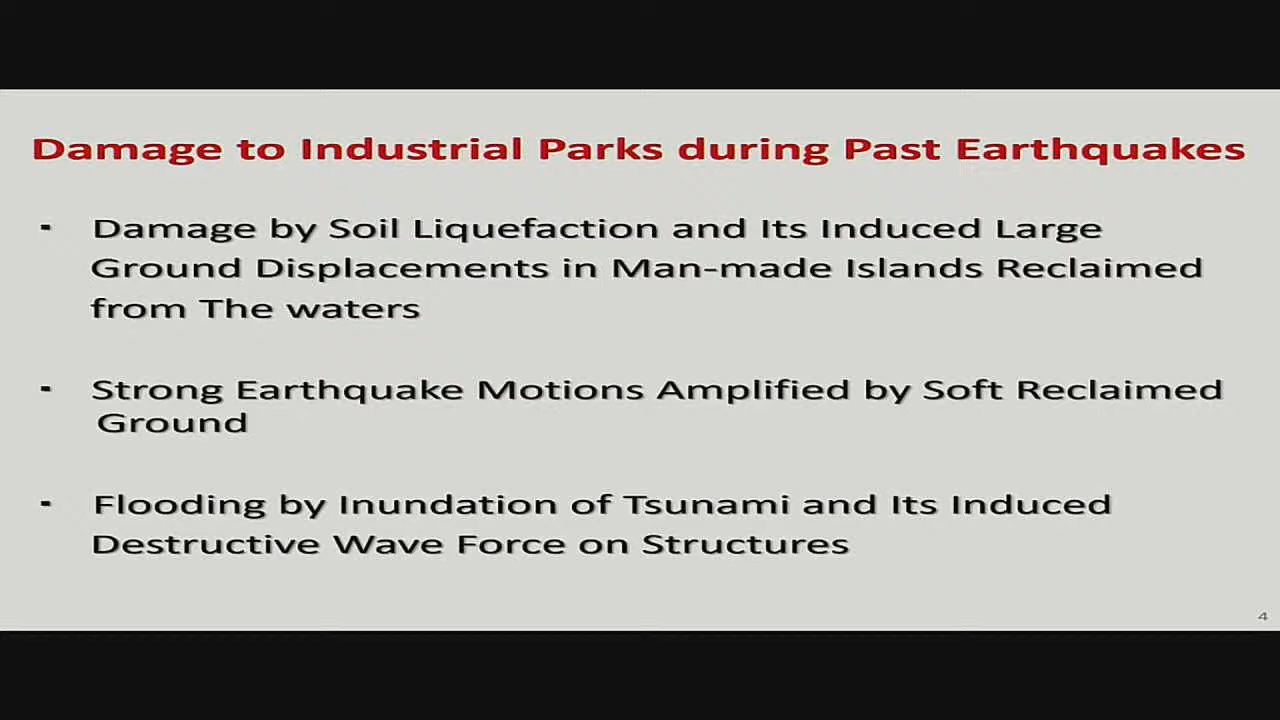 Damage to Industrial Parks during Past Earthquakes
▪ Damage by Soil Liquefaction and Its Induced Large
Ground Displacements in Man-made Islands Reclaimed
from The waters
▪ Strong Earthquake Motions Amplified by Soft Reclaimed
Ground
▪ Flooding by Inundation of Tsunami and Its Induced
Destructive Wave Force on Structures
4